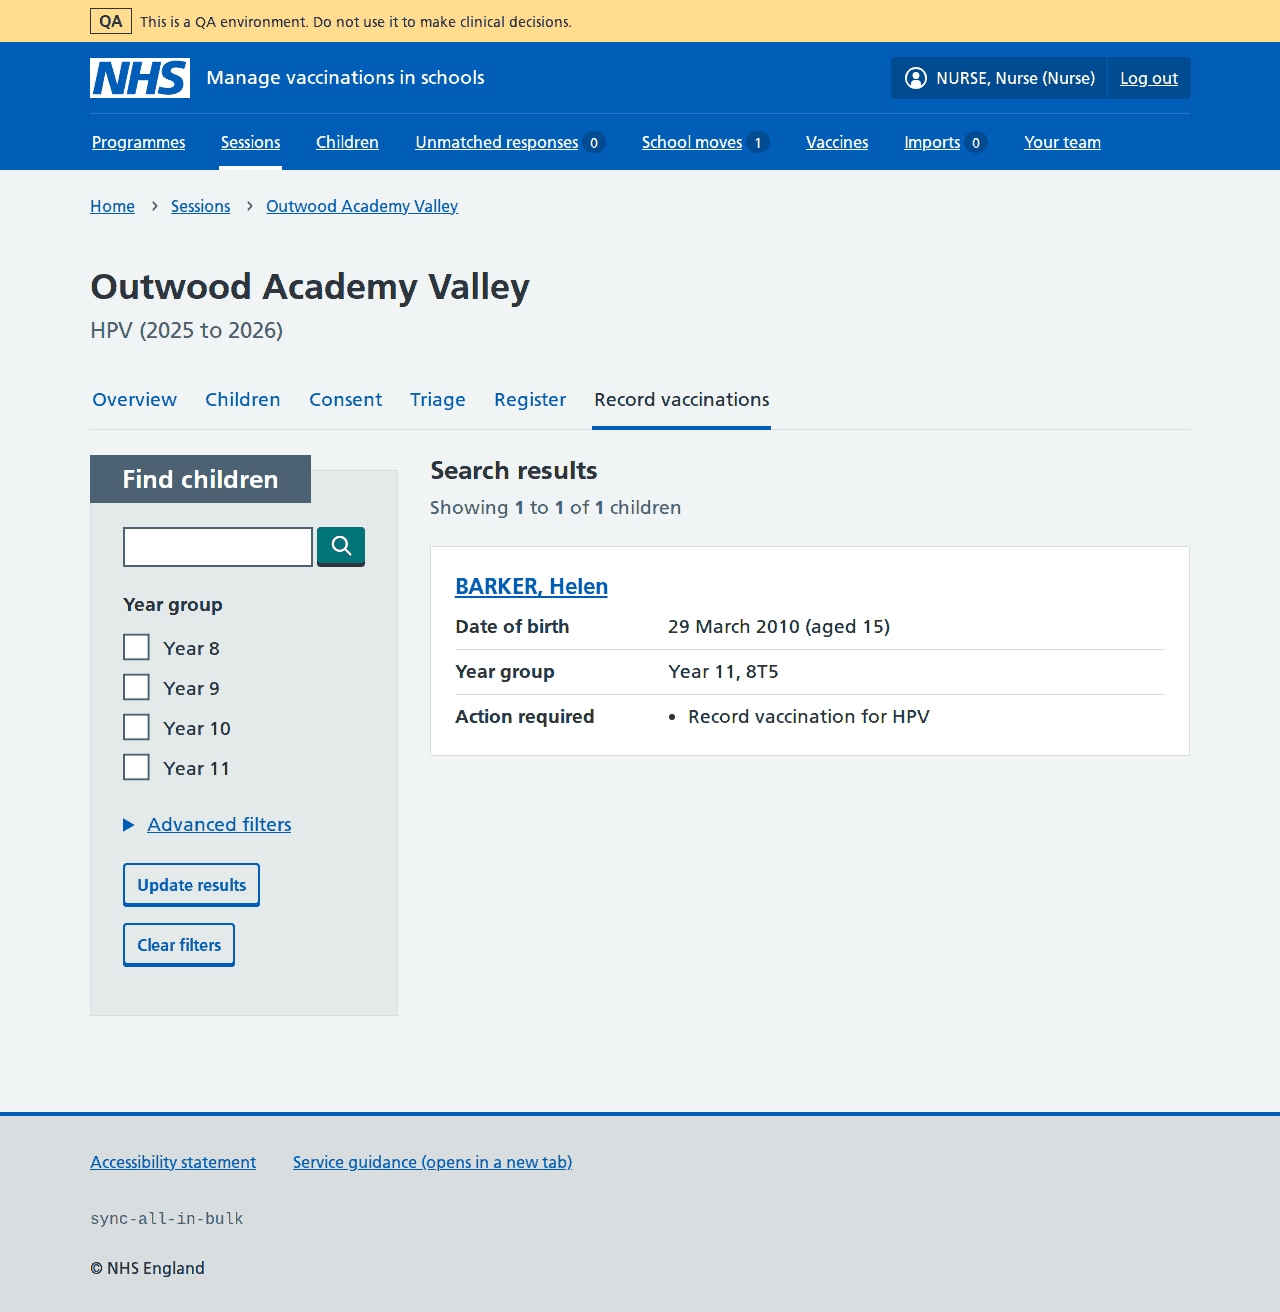 QA This is a QA environment. Do not use it to make clinical decisions.
NHS Manage vaccinations in schools NURSE, Nurse (Nurse) Log out
Programmes Sessions Children Unmatched responses 0 School moves 1 Vaccines Imports 0 Your team
Home Sessions Outwood Academy Valley
Outwood Academy Valley
HPV (2025 to 2026)
Overview Children Consent Triage Register Record vaccinations
Find children
Year group
Year 8
Year 9
Year 10
Year 11
Advanced filters
Update results
Clear filters
Search results
Showing 1 to 1 of 1 children
BARKER, Helen
Date of birth 29 March 2010 (aged 15)
Year group Year 11, 8T5
Action required • Record vaccination for HPV
Accessibility statement Service guidance (opens in a new tab)
sync-all-in-bulk
© NHS England